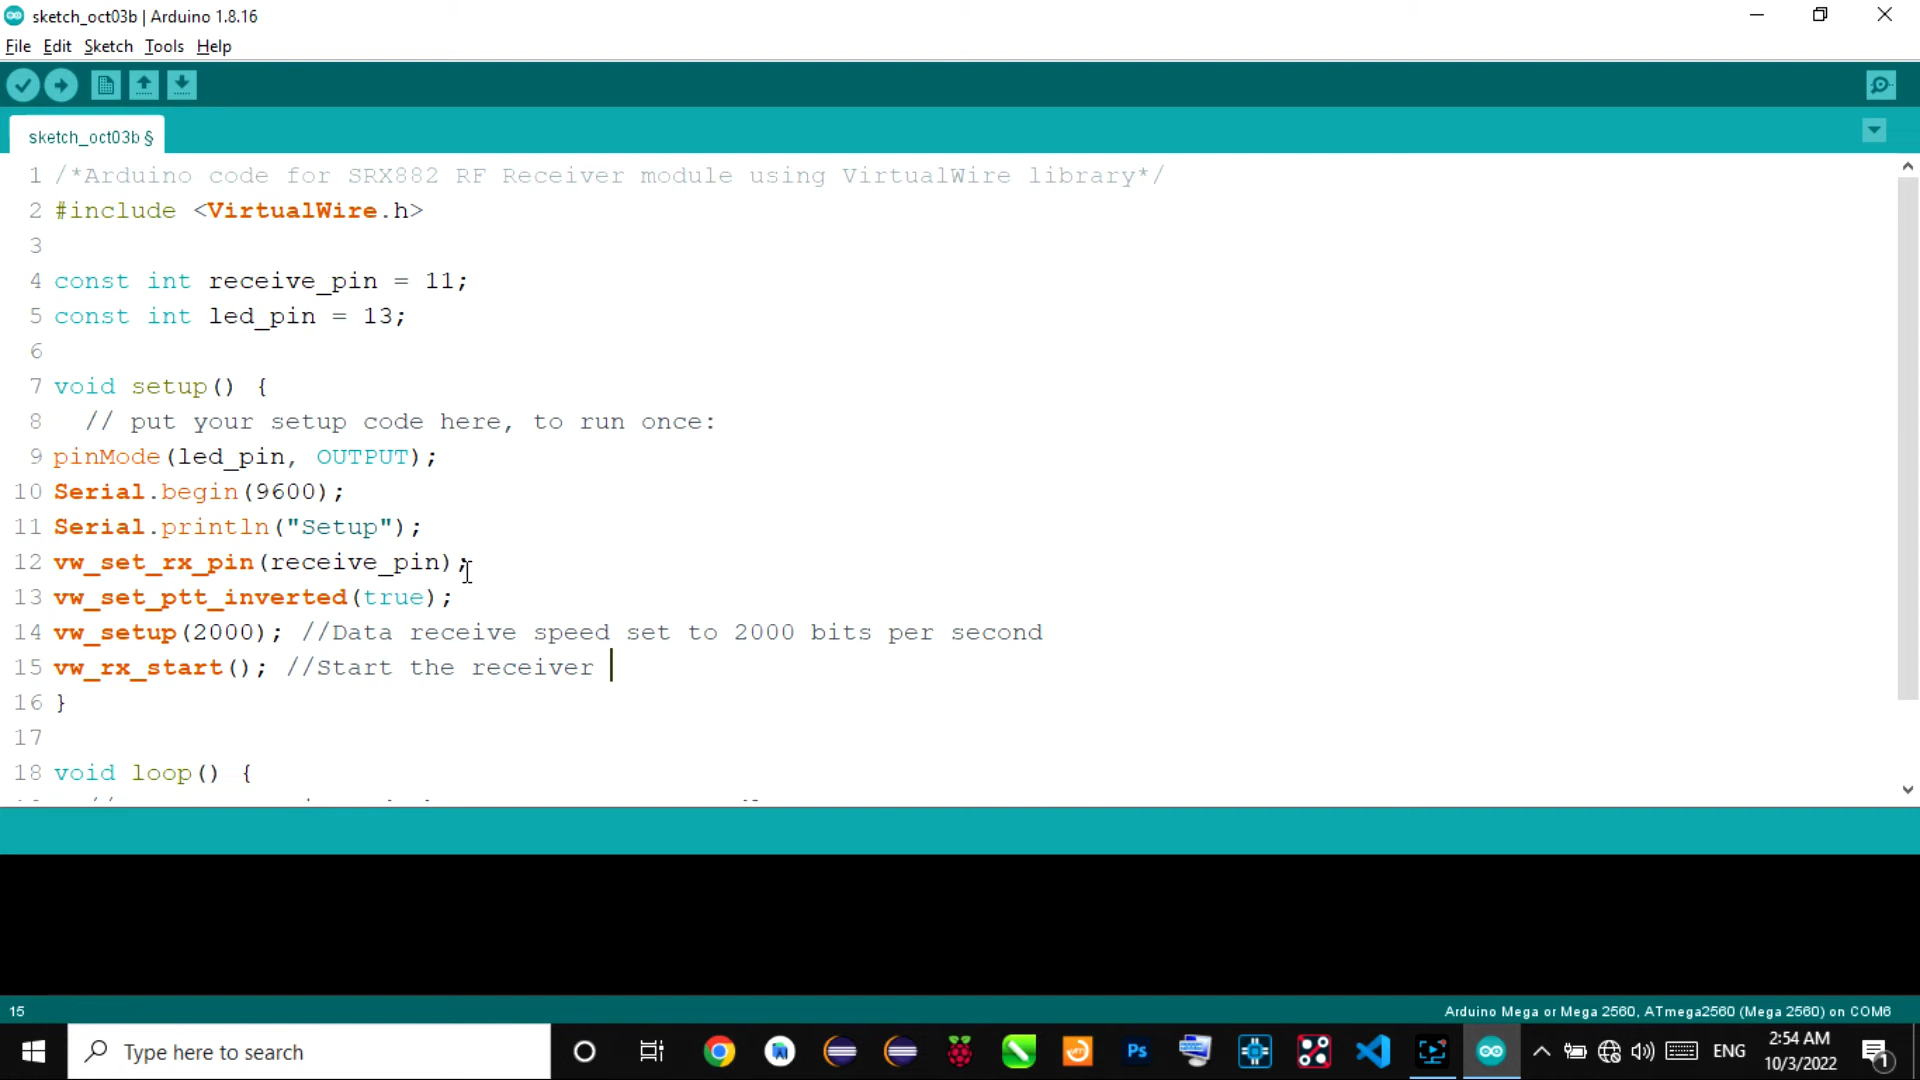 sketch_oct03b | Arduino 1.8.16
File Edit Sketch Tools Help
sketch_oct03b §
1 /*Arduino code for SRX882 RF Receiver module using VirtualWire library*/
2 #include <VirtualWire.h>
3
4 const int receive_pin = 11;
5 const int led_pin = 13;
6
7 void setup() {
8 // put your setup code here, to run once:
9 pinMode(led_pin, OUTPUT);
10 Serial.begin(9600);
11 Serial.println("Setup");
12 vw_set_rx_pin(receive_pin);
13 vw_set_ptt_inverted(true);
14 vw_setup(2000); //Data receive speed set to 2000 bits per second
15 vw_rx_start(); //Start the receiver
16 }
17
18 void loop() {
15
Arduino Mega or Mega 2560, ATmega2560 (Mega 2560) on COM6
Type here to search
Ps
ENG
2:54 AM
10/3/2022
1